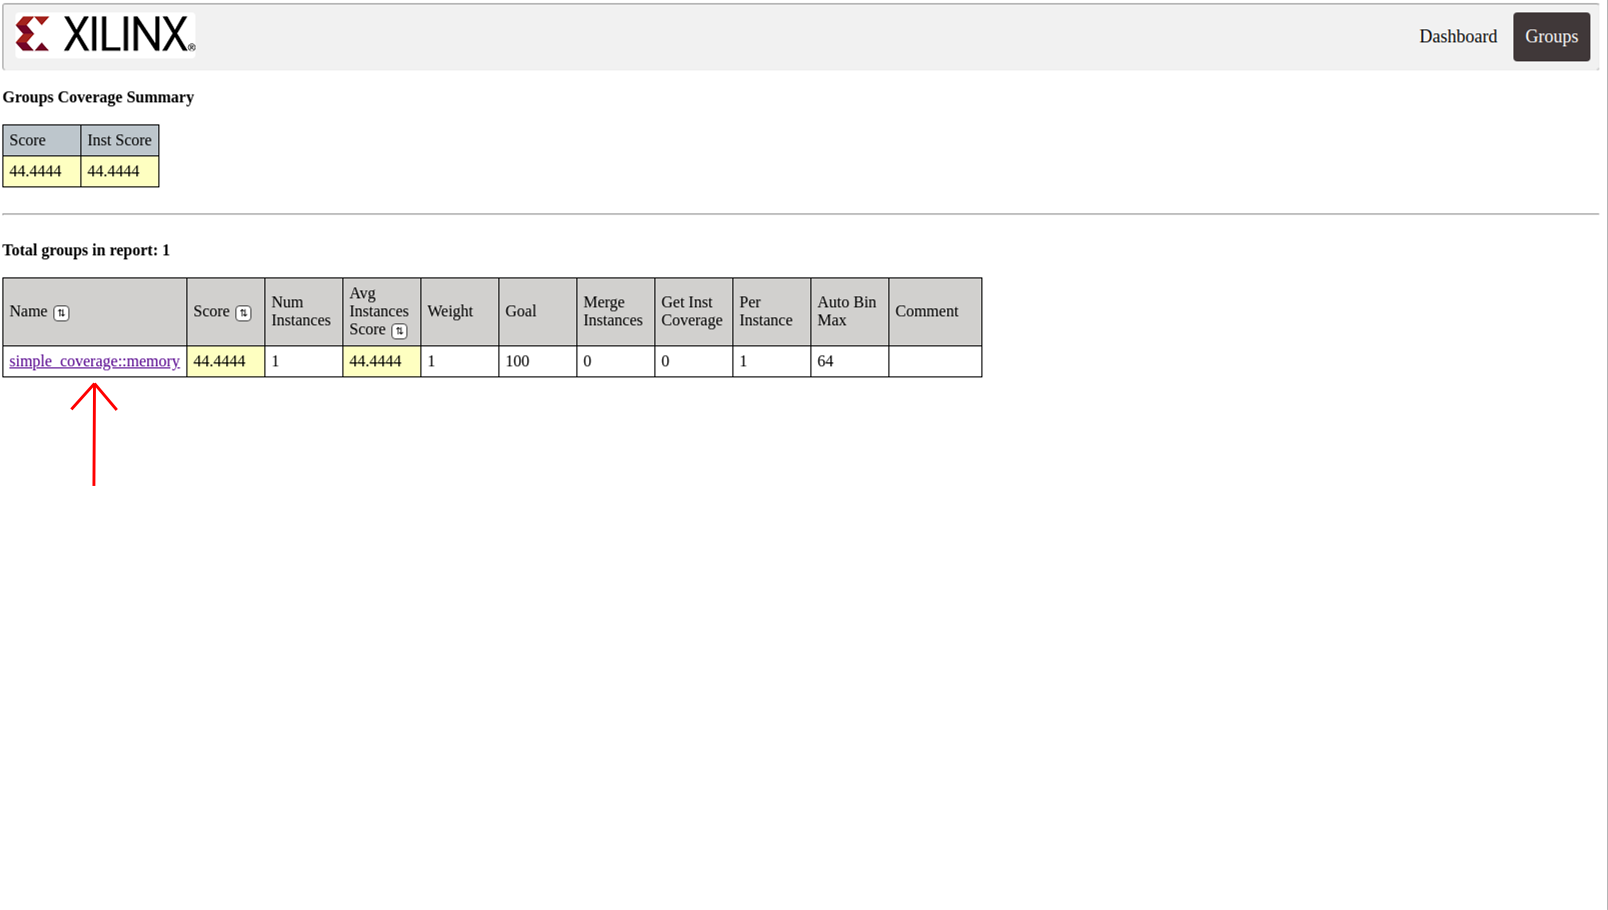 XILINX®
Dashboard
Groups
Groups Coverage Summary
Score Inst Score
44.4444 44.4444
Total groups in report: 1
Name Score Num Instances Avg Instances Score Weight Goal Merge Instances Get Inst Coverage Per Instance Auto Bin Max Comment
simple_coverage::memory 44.4444 1 44.4444 1 100 0 0 1 64